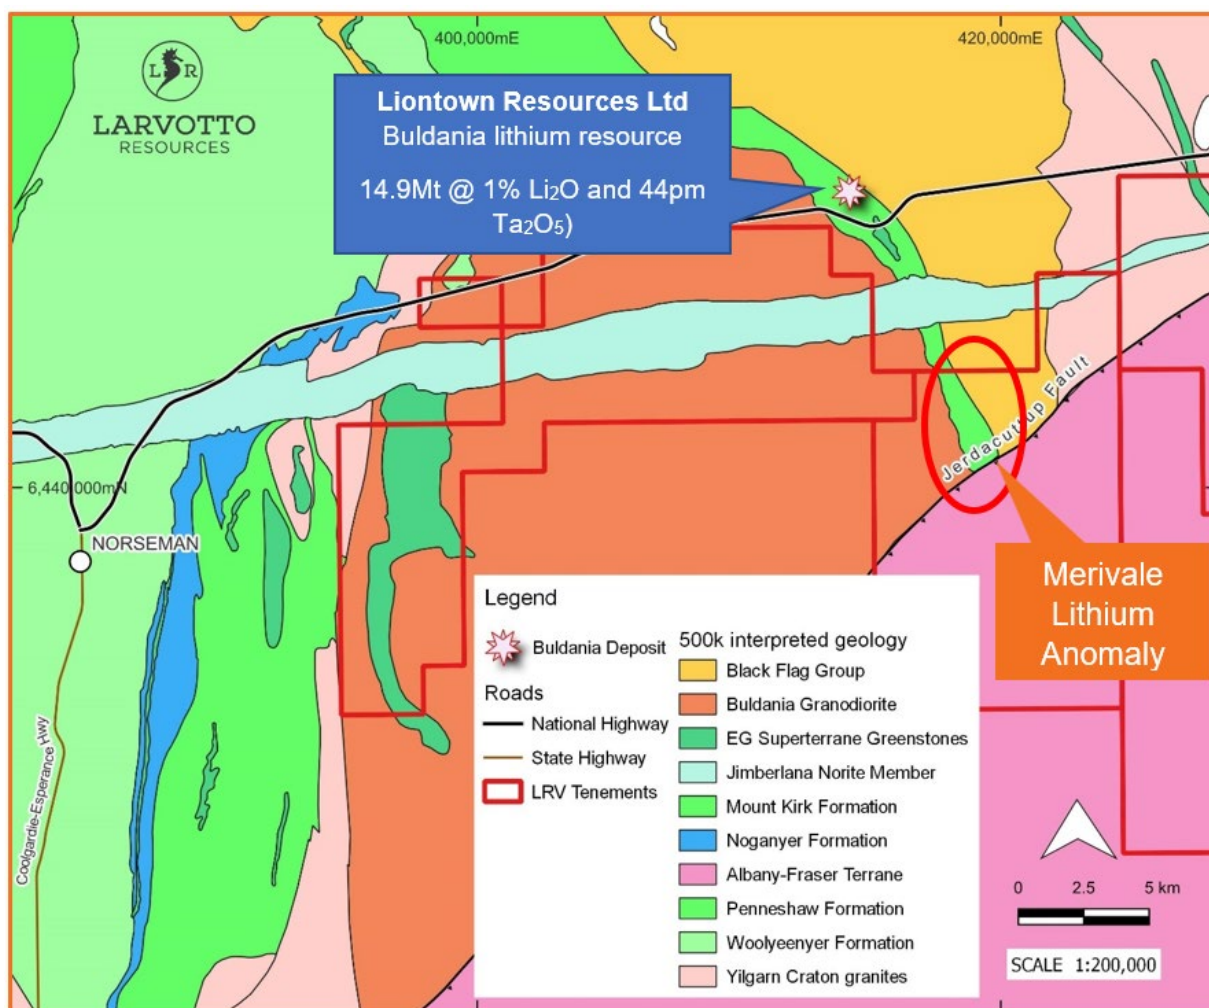 400,000mE
420,000mE
L R
LARVOTTO
RESOURCES
Liontown Resources Ltd
Buldania lithium resource
14.9Mt @ 1% Li₂O and 44pm
Ta₂O₅)
Jerdacuttup Fault
6,440,000mN
NORSEMAN
Coolgardie-Esperance Hwy
Merivale
Lithium
Anomaly
Legend
Buldania Deposit
Roads
National Highway
State Highway
LRV Tenements
500k interpreted geology
Black Flag Group
Buldania Granodiorite
EG Superterrane Greenstones
Jimberlana Norite Member
Mount Kirk Formation
Noganyer Formation
Albany-Fraser Terrane
Penneshaw Formation
Woolyeenyer Formation
Yilgarn Craton granites
0 2.5 5 km
SCALE 1:200,000